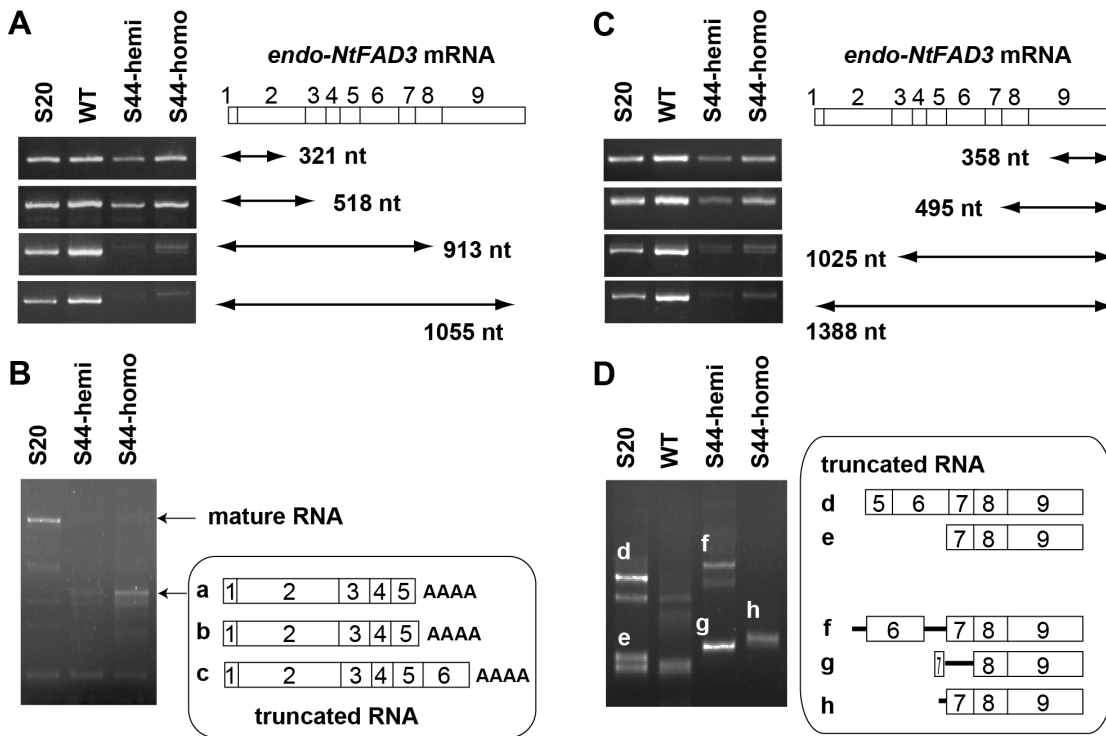 A
S20
WT
S44-hemi
S44-homo
endo-NtFAD3 mRNA
1 2 3 4 5 6 7 8 9
321 nt
518 nt
913 nt
1055 nt
B
S20
S44-hemi
S44-homo
mature RNA
a 1 2 3 4 5 AAAA
b 1 2 3 4 5 AAAA
c 1 2 3 4 5 6 AAAA
truncated RNA
C
S20
WT
S44-hemi
S44-homo
endo-NtFAD3 mRNA
1 2 3 4 5 6 7 8 9
358 nt
495 nt
1025 nt
1388 nt
D
S20
WT
S44-hemi
S44-homo
d
e
f
g
h
truncated RNA
d 5 6 7 8 9
e 7 8 9
f 6 7 8 9
g 7 8 9
h 7 8 9